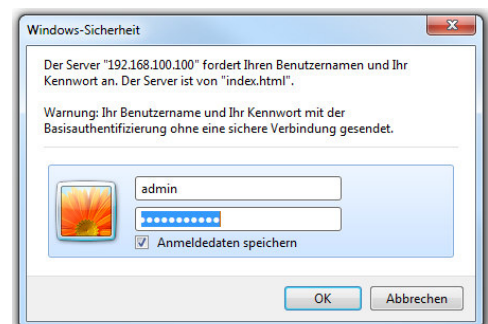 Windows-Sicherheit
Der Server "192.168.100.100" fordert Ihren Benutzernamen und Ihr
Kennwort an. Der Server ist von "index.html".
Warnung: Ihr Benutzername und Ihr Kennwort mit der
Basisauthentifizierung ohne eine sichere Verbindung gesendet.
admin
•••••••••••
Anmeldedaten speichern
OK
Abbrechen